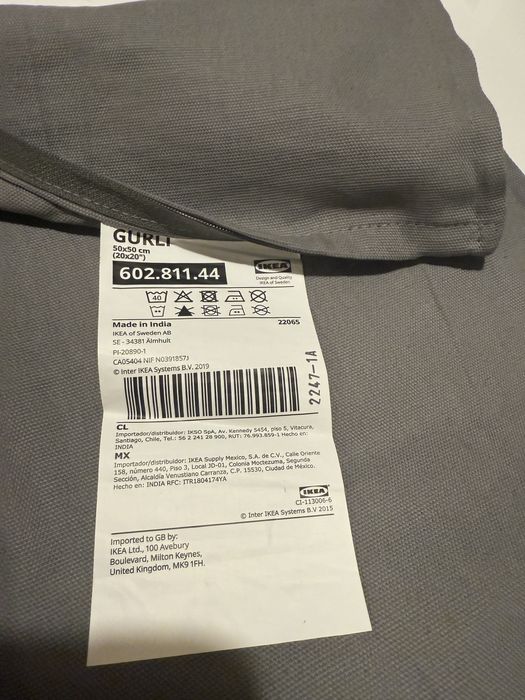 GURLI
50x50 cm
(20x20")
602.811.44
IKEA
Design and Quality
IKEA of Sweden
40
Made in India
22065
IKEA of Sweden AB
SE - 34381 Älmhult
PI-20890-1
CA05404 NIF N0391857J
© Inter IKEA Systems B.V. 2019
2247-1A
CL
Importador/distribuidor: IKSO SpA, Av. Kennedy 5454, piso 5, Vitacura,
Santiago, Chile, Tel.: 56 2 241 28 900, RUT: 76.993.859-1 Hecho en:
INDIA
MX
Importador/distribuidor: IKEA Supply Mexico, S.A. de C.V., Calle Oriente
158, número 440, Piso 3, Local JD-01, Colonia Moctezuma, Segunda
Sección, Alcaldía Venustiano Carranza, C.P. 15530, Ciudad de México.
Hecho en: INDIA RFC: ITR1804174YA
IKEA
CI-113006-6
© Inter IKEA Systems B.V 2015
Imported to GB by:
IKEA Ltd., 100 Avebury
Boulevard, Milton Keynes,
United Kingdom, MK9 1FH.